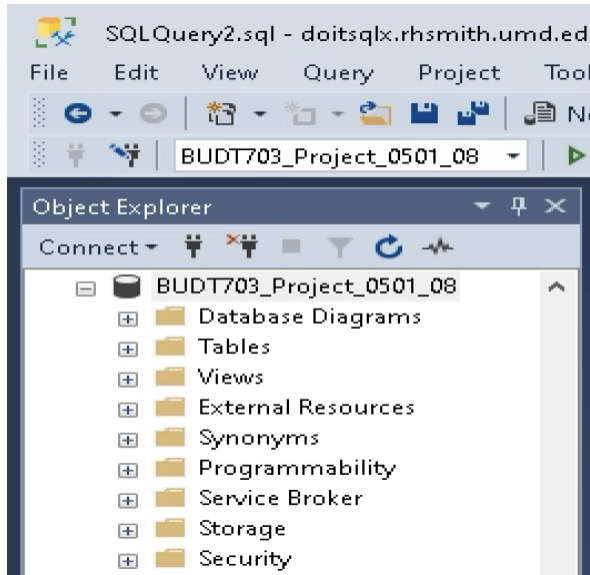 SQLQuery2.sql - doitsqlx.rhsmith.umd.ed
File Edit View Query Project Tool
BUDT703_Project_0501_08
Object Explorer
Connect
BUDT703_Project_0501_08
Database Diagrams
Tables
Views
External Resources
Synonyms
Programmability
Service Broker
Storage
Security